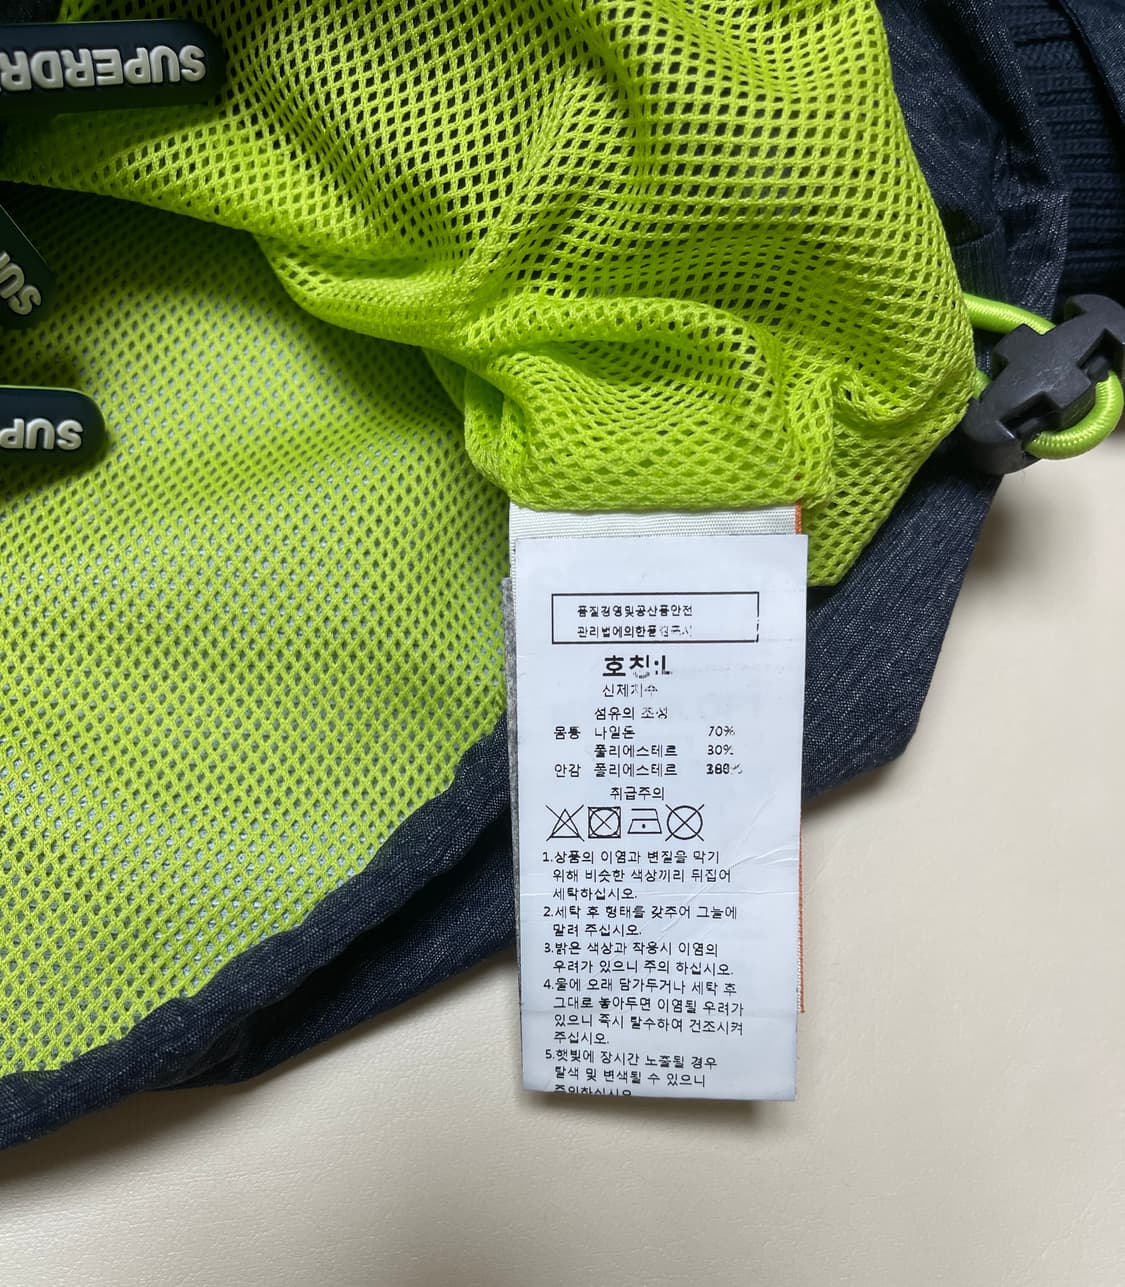 SUPERDR
SU
SUP
품질경영및공산품안전
관리법에의한품
호칭:L
신체치수
섬유의 조성
몸통 나일론 70%
폴리에스테르 30%
안감 폴리에스테르
취급주의
1.상품의 이염과 변질을 막기
위해 비슷한 색상끼리 뒤집어
세탁하십시오.
2.세탁 후 형태를 갖추어 그늘에
말려 주십시오.
3.밝은 색상과 착용시 이염의
우려가 있으니 주의 하십시오.
4.물에 오래 담가두거나 세탁 후
그대로 놓아두면 이염될 우려가
있으니 즉시 탈수하여 건조시켜
주십시오.
5.햇빛에 장시간 노출될 경우
탈색 및 변색될 수 있으니
주의하십시오